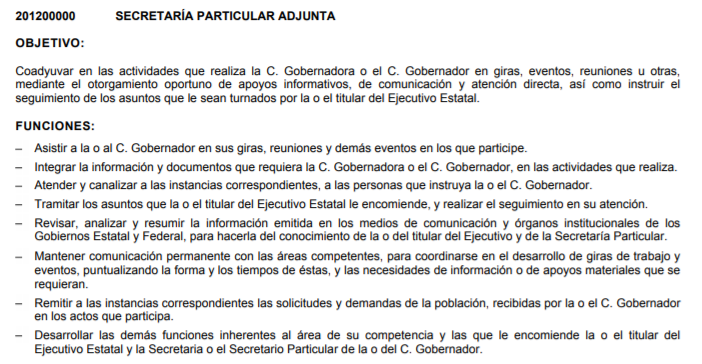 201200000 SECRETARÍA PARTICULAR ADJUNTA
OBJETIVO:
Coadyuvar en las actividades que realiza la C. Gobernadora o el C. Gobernador en giras, eventos, reuniones u otras,
mediante el otorgamiento oportuno de apoyos informativos, de comunicación y atención directa, así como instruir el
seguimiento de los asuntos que le sean turnados por la o el titular del Ejecutivo Estatal.
FUNCIONES:
– Asistir a la o al C. Gobernador en sus giras, reuniones y demás eventos en los que participe.
– Integrar la información y documentos que requiera la C. Gobernadora o el C. Gobernador, en las actividades que realiza.
– Atender y canalizar a las instancias correspondientes, a las personas que instruya la o el C. Gobernador.
– Tramitar los asuntos que la o el titular del Ejecutivo Estatal le encomiende, y realizar el seguimiento en su atención.
– Revisar, analizar y resumir la información emitida en los medios de comunicación y órganos institucionales de los
Gobiernos Estatal y Federal, para hacerla del conocimiento de la o del titular del Ejecutivo y de la Secretaría Particular.
– Mantener comunicación permanente con las áreas competentes, para coordinarse en el desarrollo de giras de trabajo y
eventos, puntualizando la forma y los tiempos de éstas, y las necesidades de información o de apoyos materiales que se
requieran.
– Remitir a las instancias correspondientes las solicitudes y demandas de la población, recibidas por la o el C. Gobernador
en los actos que participa.
– Desarrollar las demás funciones inherentes al área de su competencia y las que le encomiende la o el titular del
Ejecutivo Estatal y la Secretaria o el Secretario Particular de la o del C. Gobernador.